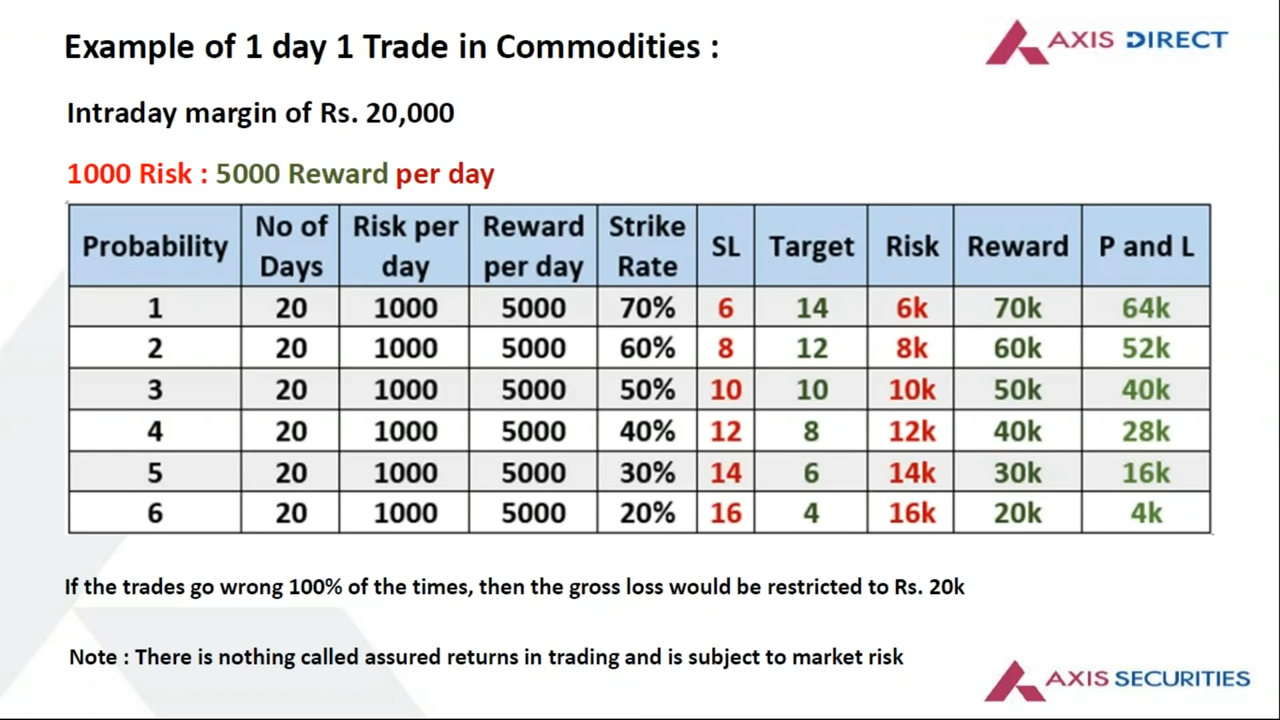 Example of 1 day 1 Trade in Commodities :
AXIS DIRECT
Intraday margin of Rs. 20,000
1000 Risk : 5000 Reward per day
Probability No of Days Risk per day Reward per day Strike Rate SL Target Risk Reward P and L
1 20 1000 5000 70% 6 14 6k 70k 64k
2 20 1000 5000 60% 8 12 8k 60k 52k
3 20 1000 5000 50% 10 10 10k 50k 40k
4 20 1000 5000 40% 12 8 12k 40k 28k
5 20 1000 5000 30% 14 6 14k 30k 16k
6 20 1000 5000 20% 16 4 16k 20k 4k
If the trades go wrong 100% of the times, then the gross loss would be restricted to Rs. 20k
Note : There is nothing called assured returns in trading and is subject to market risk
AXIS SECURITIES